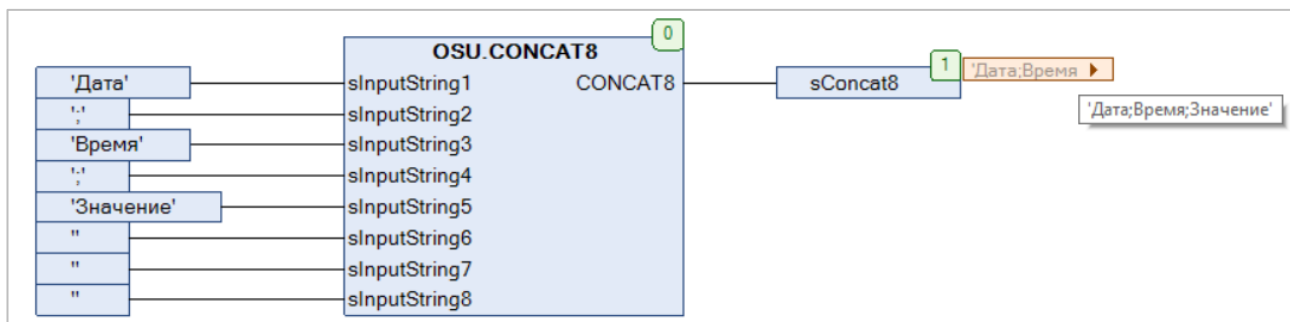 0
OSU.CONCAT8
'Дата' sInputString1 CONCAT8 sConcat8 1 'Дата;Время
';' sInputString2 'Дата;Время;Значение'
'Время' sInputString3
';' sInputString4
'Значение' sInputString5
'' sInputString6
'' sInputString7
'' sInputString8